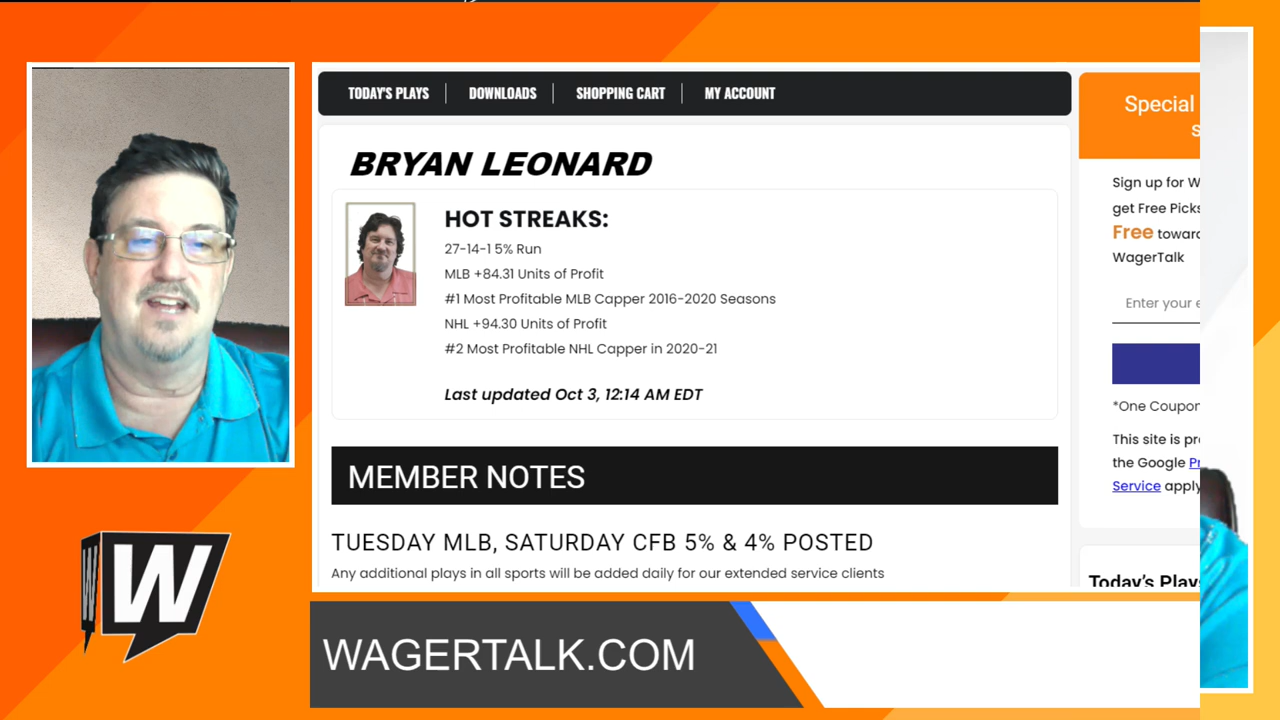 TODAY'S PLAYS
DOWNLOADS
SHOPPING CART
MY ACCOUNT
BRYAN LEONARD
HOT STREAKS:
27-14-1 5% Run
MLB +84.31 Units of Profit
#1 Most Profitable MLB Capper 2016-2020 Seasons
NHL +94.30 Units of Profit
#2 Most Profitable NHL Capper in 2020-21
Last updated Oct 3, 12:14 AM EDT
MEMBER NOTES
TUESDAY MLB, SATURDAY CFB 5% & 4% POSTED
Any additional plays in all sports will be added daily for our extended service clients
Special
Sign up for W
get Free Picks
Free towar
WagerTalk
Enter your e
*One Coupon
This site is pr
the Google Pr
Service apply
Today's Plays
W
W
WAGERTALK.COM